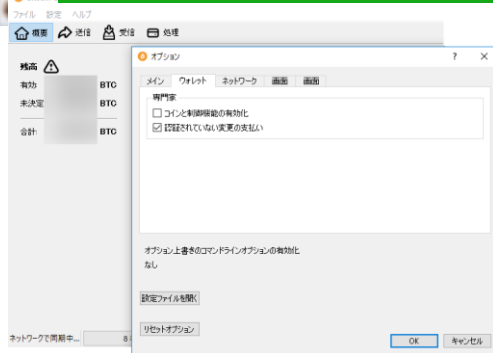 ファイル 設定 ヘルプ
概要 送信 受信 処理
残高
有効 BTC
未決定 BTC
合計 BTC
ネットワークで同期中...
オプション ? ×
メイン ウォレット ネットワーク 画面 画面
専門家
コインと制御機能の有効化
認証されていない変更の支払い
オプション上書きのコマンドラインオプションの有効化
なし
設定ファイルを開く
リセットオプション
OK キャンセル